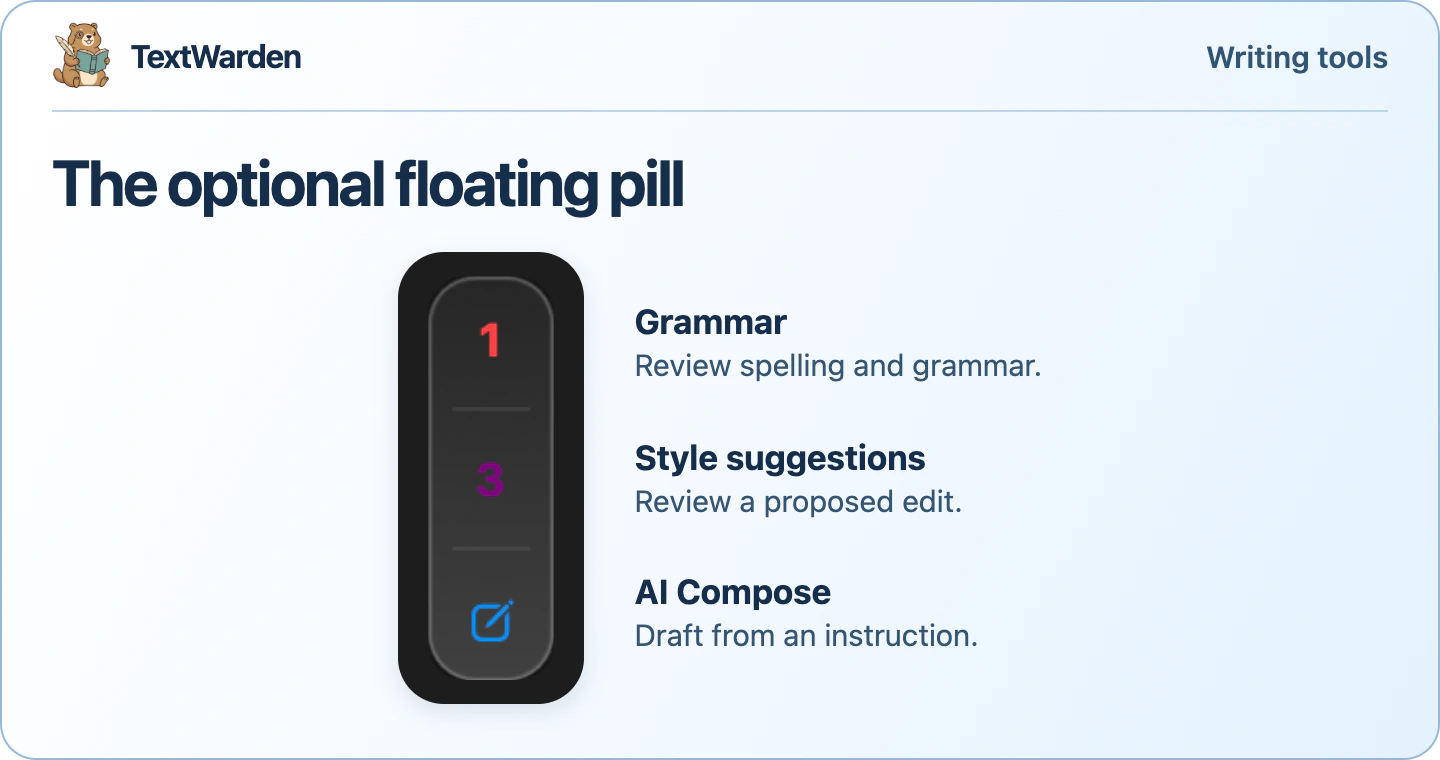 TextWarden
Writing tools
The optional floating pill
1
Grammar
Review spelling and grammar.
3
Style suggestions
Review a proposed edit.
AI Compose
Draft from an instruction.